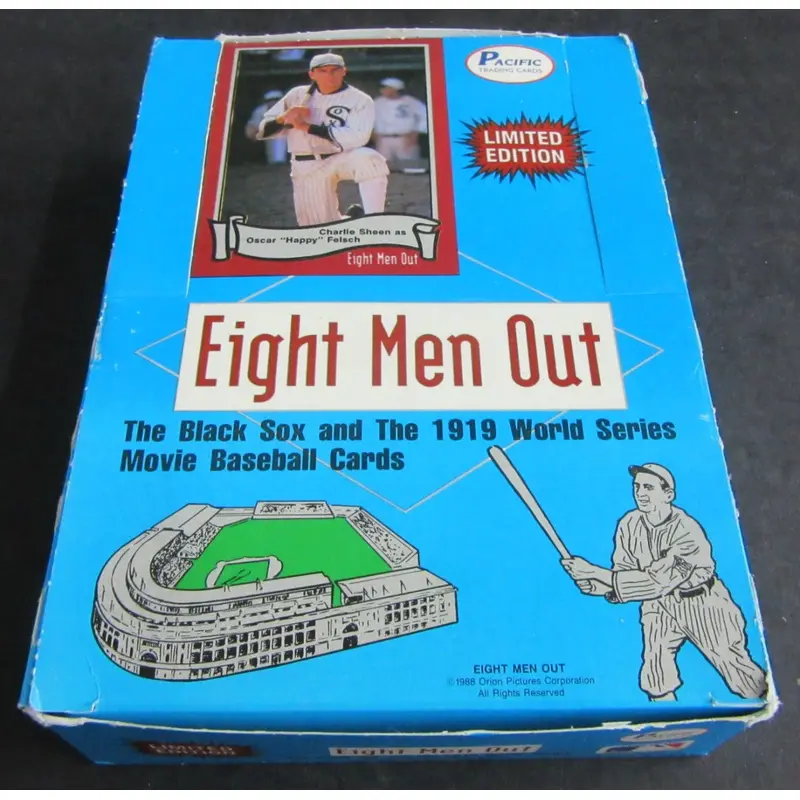 PACIFIC
TRADING CARDS
LIMITED
EDITION
S
Charlie Sheen as
Oscar "Happy" Felsch
Eight Men Out
Eight Men Out
The Black Sox and The 1919 World Series
Movie Baseball Cards
EIGHT MEN OUT
©1988 Orion Pictures Corporation
All Rights Reserved
LIMITED
EDITION
Eight Men Out